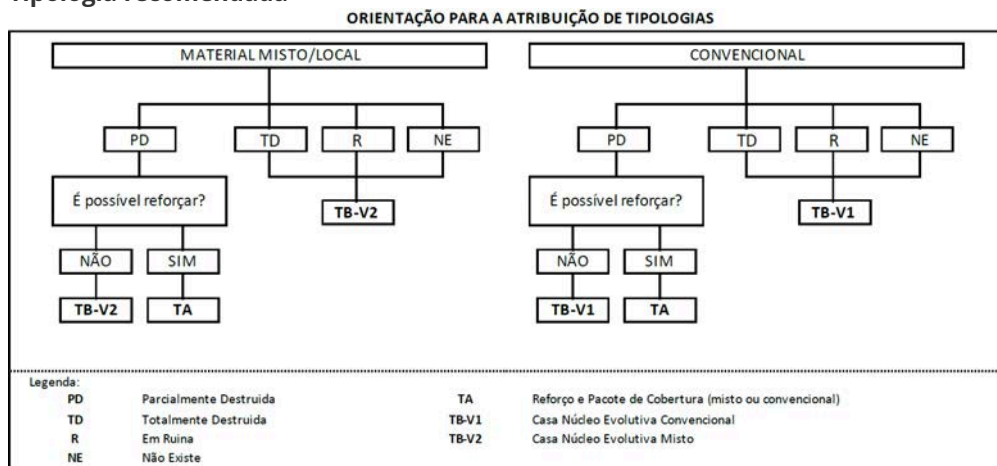 Tipologia recomendada
ORIENTAÇÃO PARA A ATRIBUIÇÃO DE TIPOLOGIAS
MATERIAL MISTO/LOCAL
PD TD R NE
É possível reforçar?
TB-V2
NÃO SIM
TB-V2 TA
CONVENCIONAL
PD TD R NE
É possível reforçar?
TB-V1
NÃO SIM
TB-V1 TA
Legenda:
PD Parcialmente Destruida
TD Totalmente Destruida
R Em Ruina
NE Não Existe
TA Reforço e Pacote de Cobertura (misto ou convencional)
TB-V1 Casa Núcleo Evolutiva Convencional
TB-V2 Casa Núcleo Evolutiva Misto